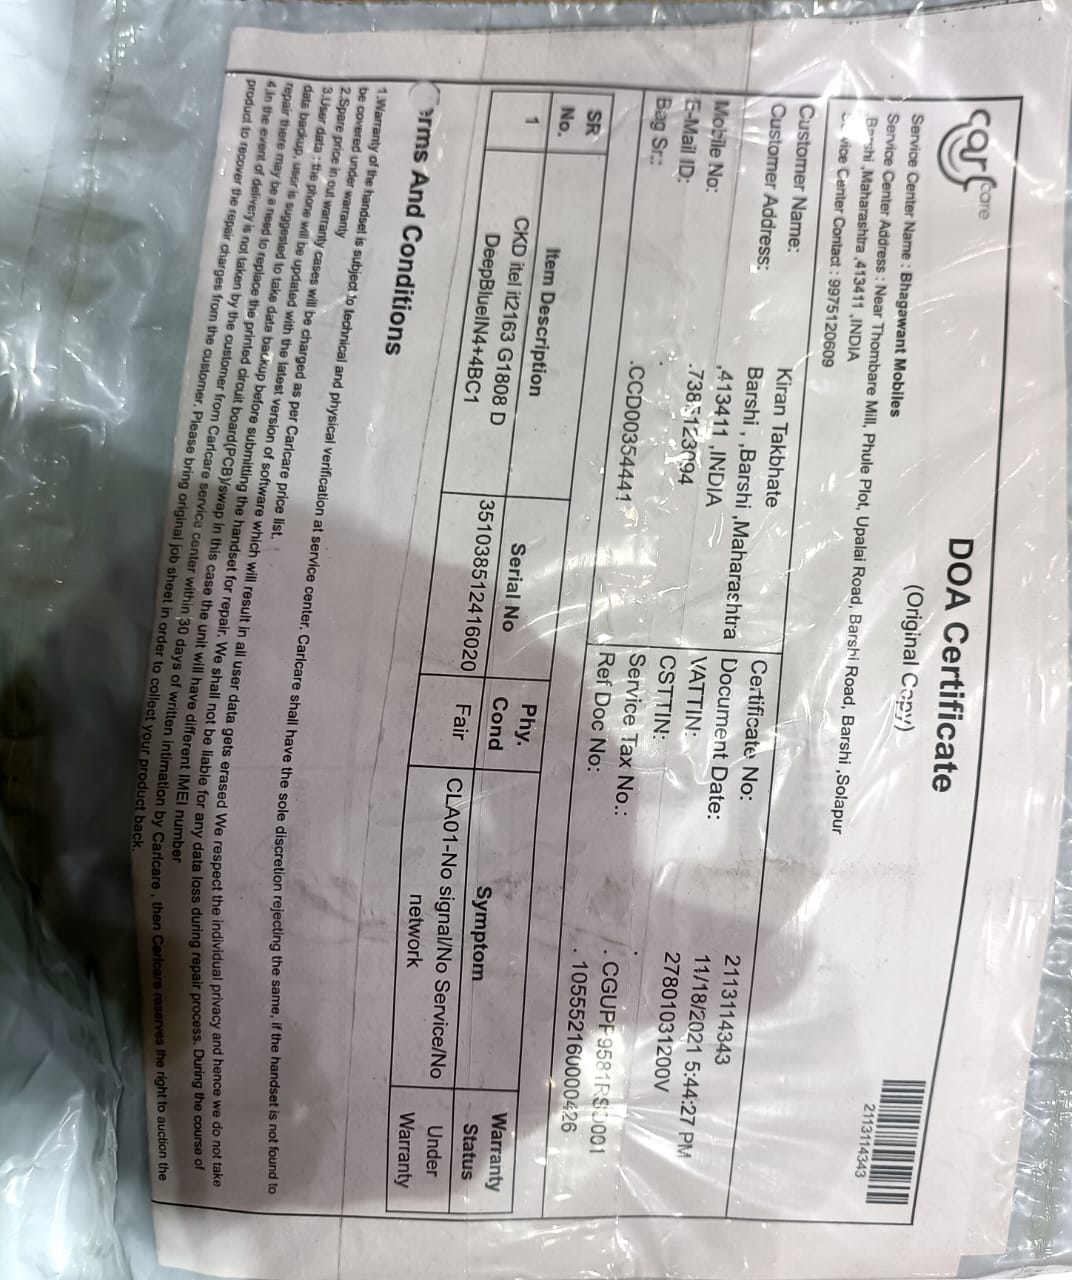 carl care
DOA Certificate
(Original Copy)
2113114343
Service Center Name : Bhagawant Mobiles
Service Center Address : Near Thombare Mill, Phule Plot, Upalai Road, Barshi Road, Barshi ,Solapur
Barshi ,Maharashtra ,413411 ,INDIA
Service Center Contact : 9975120609
Customer Name: Kiran Takbhate
Customer Address: Barshi , ,Barshi ,Maharashtra
,413411 ,INDIA
Mobile No: .7385123094
E-Mail ID: .
Bag Sr.: .CCD00354441
Certificate No: 2113114343
Document Date: 11/18/2021 5:44:27 PM
VATTIN: 27801031200V
CSTTIN: .
Service Tax No.: . CGUPF9581RSD001
Ref Doc No: . 10555216U000426
SR No. Item Description Serial No Phy. Cond Symptom Warranty Status
1 CKD itel it2163 G1808 D DeepBlueIN4+4BC1 351038512416020 Fair CLA01-No signal/No Service/No network Under Warranty
Terms And Conditions
1.Warranty of the handset is subject to technical and physical verification at service center. Carlcare shall have the sole discretion rejecting the same, if the handset is not found to
be covered under warranty
2.Spare price in out warranty cases will be charged as per Carlcare price list.
3.User data : the phone will be updated with the latest version of software which will result in all user data gets erased We respect the individual privacy and hence we do not take
data backup, user is suggested to take data backup before submitting the handset for repair. We shall not be liable for any data loss during repair process. During the course of
repair there may be a need to replace the printed circuit board(PCB)/swap in this case the unit will have different IMEI number
4.In the event of delivery is not taken by the customer from Carlcare service center within 30 days of written intimation by Carlcare , then Carlcare reserves the right to auction the
product to recover the repair charges from the customer. Please bring original job sheet in order to collect your product back.